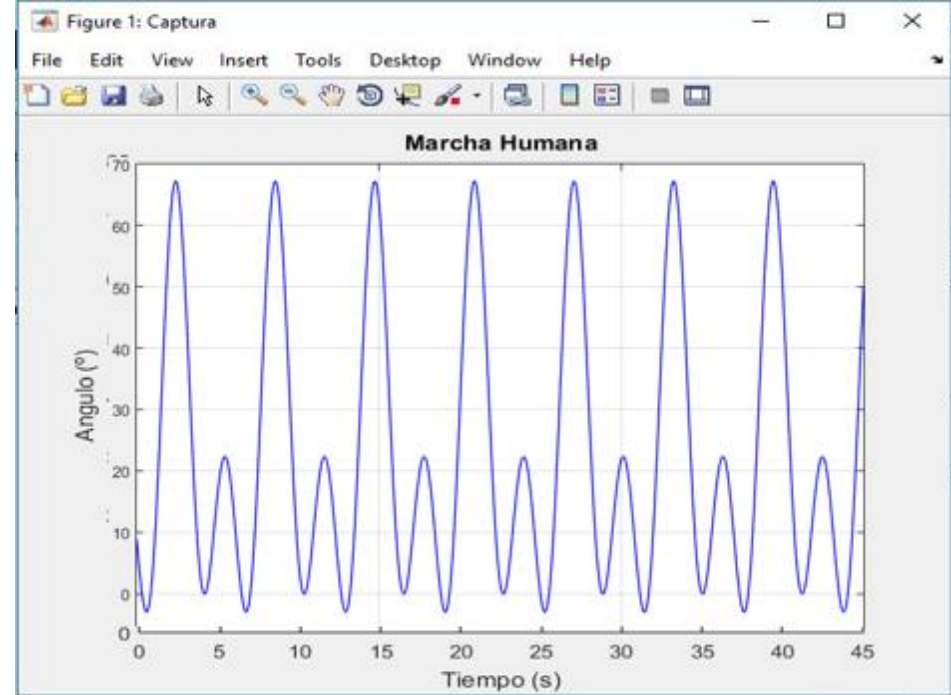 Figure 1: Captura
File Edit View Insert Tools Desktop Window Help
Marcha Humana
70
60
50
40
30
20
10
0
0
0 5 10 15 20 25 30 35 40 45
Angulo (º)
Tiempo (s)